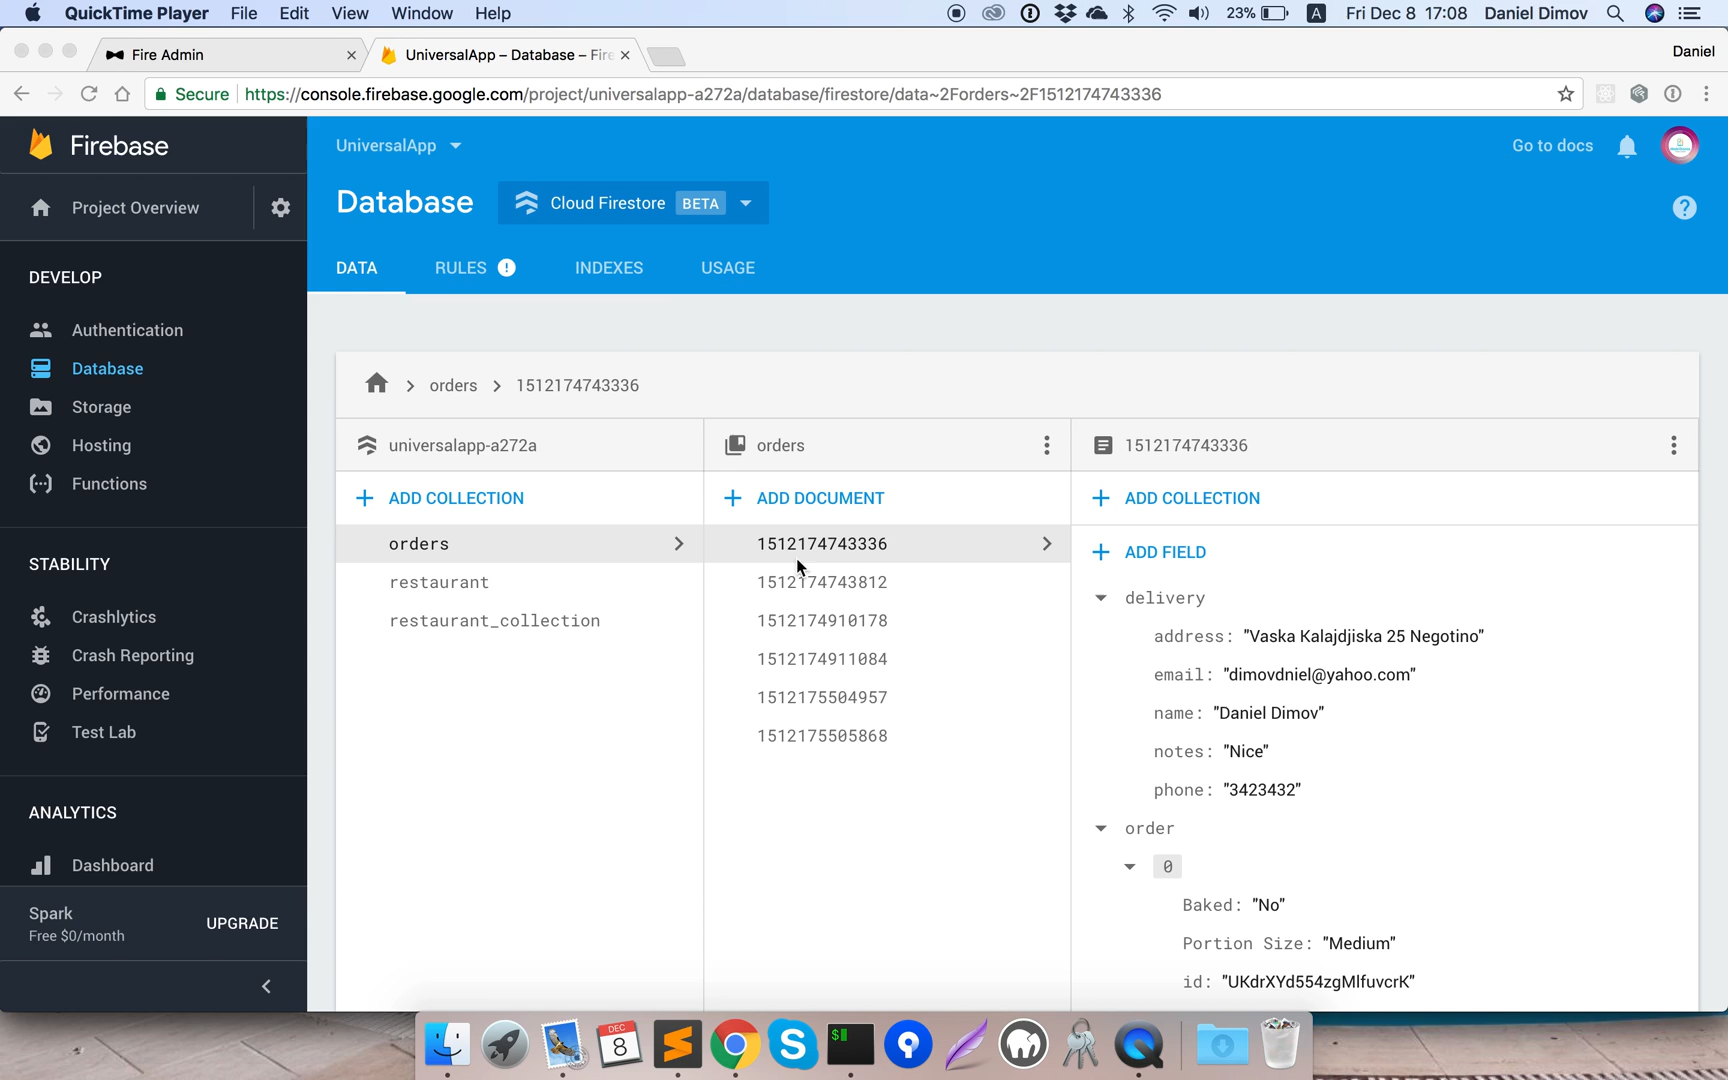 QuickTime Player File Edit View Window Help 23% A Fri Dec 8 17:08 Daniel Dimov
Fire Admin UniversalApp – Database – Fire Daniel
Secure https://console.firebase.google.com/project/universalapp-a272a/database/firestore/data~2Forders~2F1512174743336
Firebase
UniversalApp
Go to docs
Project Overview
Database Cloud Firestore BETA
DATA RULES INDEXES USAGE
DEVELOP
Authentication
Database
Storage
Hosting
Functions
STABILITY
Crashlytics
Crash Reporting
Performance
Test Lab
ANALYTICS
Dashboard
Spark
Free $0/month
UPGRADE
orders 1512174743336
universalapp-a272a
ADD COLLECTION
orders
restaurant
restaurant_collection
orders
ADD DOCUMENT
1512174743336
1512174743812
1512174910178
1512174911084
1512175504957
1512175505868
1512174743336
ADD COLLECTION
ADD FIELD
delivery
address: "Vaska Kalajdjiska 25 Negotino"
email: "dimovdniel@yahoo.com"
name: "Daniel Dimov"
notes: "Nice"
phone: "3423432"
order
0
Baked: "No"
Portion Size: "Medium"
id: "UKdrXYd554zgMlfuvcrK"
DEC
8
$